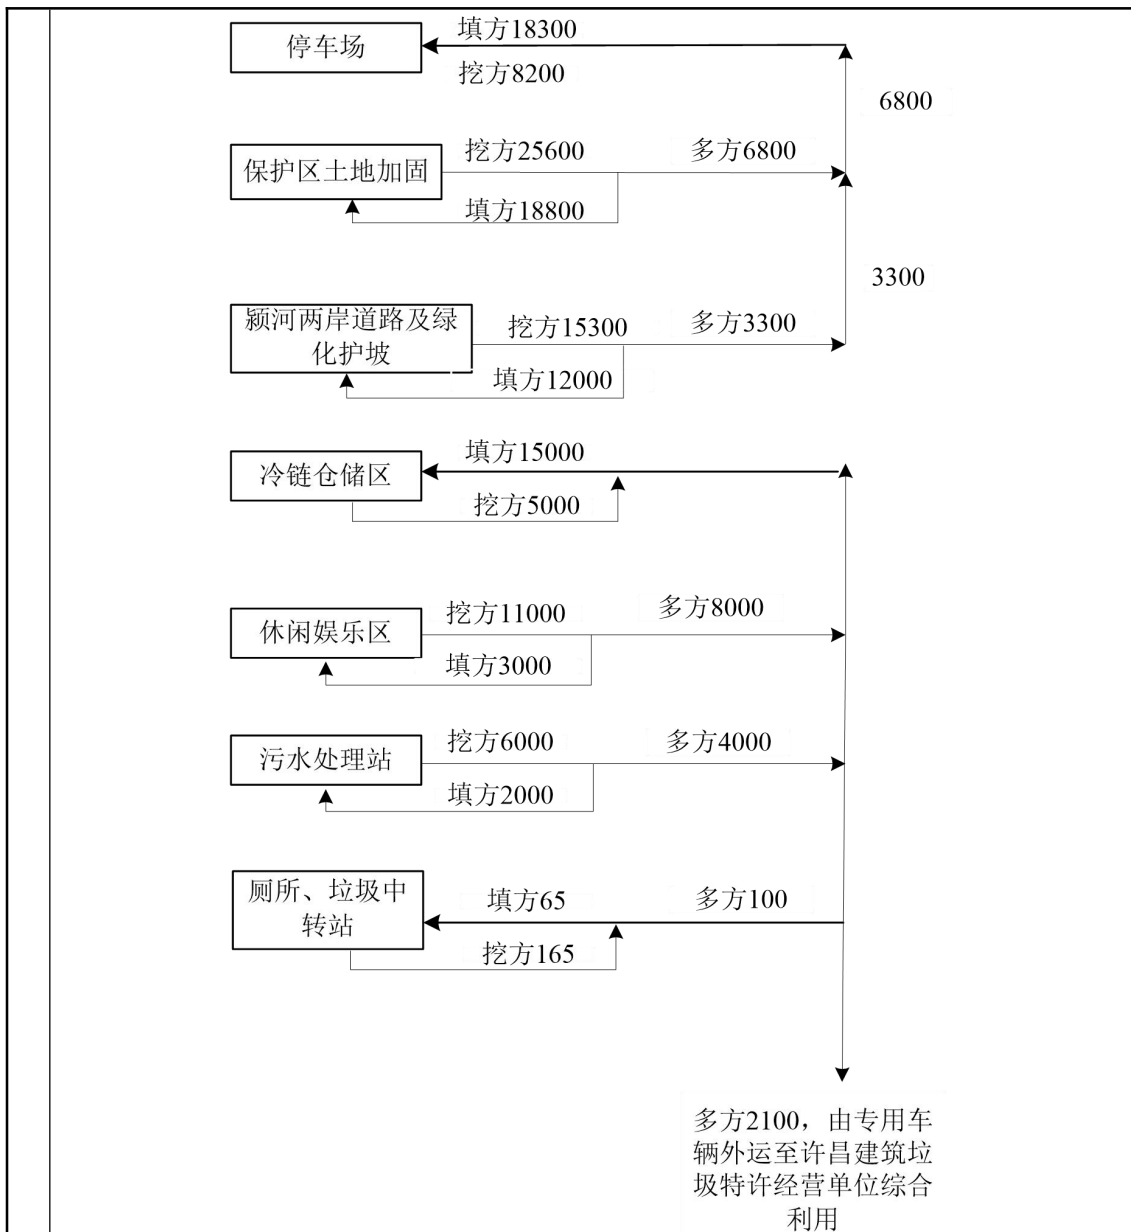 填方18300
停车场
挖方8200
6800
挖方25600
多方6800
保护区土地加固
填方18800
3300
颍河两岸道路及绿
化护坡
挖方15300
多方3300
填方12000
填方15000
冷链仓储区
挖方5000
挖方11000
多方8000
休闲娱乐区
填方3000
挖方6000
多方4000
污水处理站
填方2000
厕所、垃圾中
转站
填方65
多方100
挖方165
多方2100，由专用车
辆外运至许昌建筑垃
圾特许经营单位综合
利用